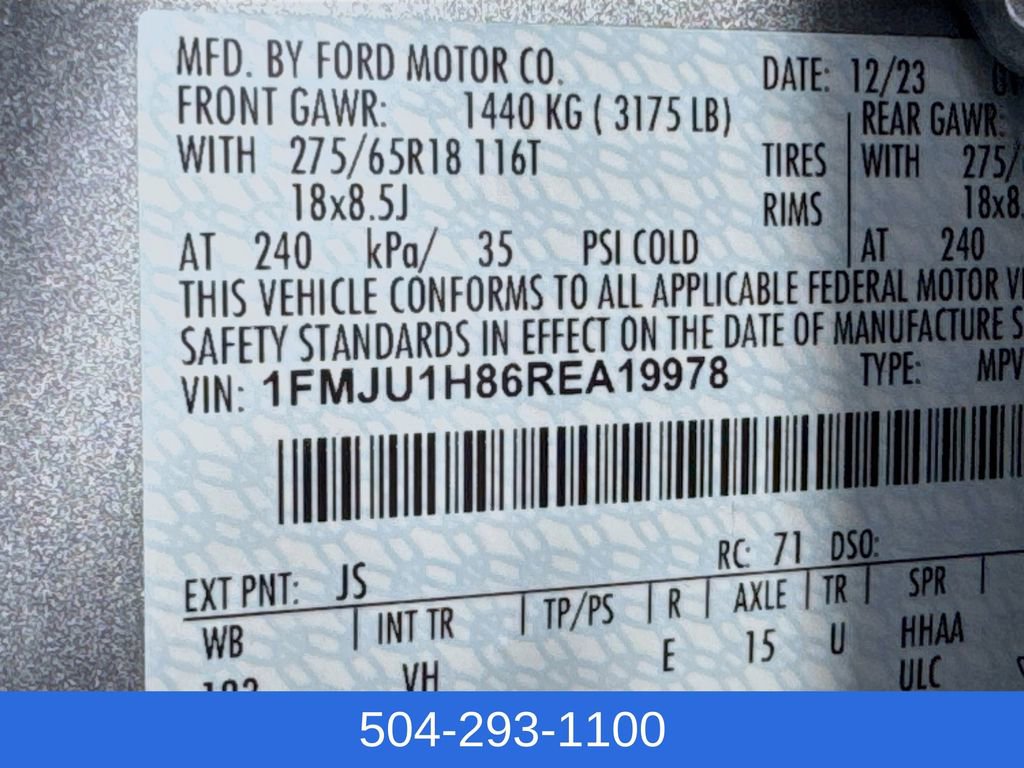 MFD. BY FORD MOTOR CO. DATE: 12/23
FRONT GAWR: 1440 KG ( 3175 LB) REAR GAWR:
WITH 275/65R18 116T TIRES WITH 275/
18x8.5J RIMS 18x8.
AT 240 kPa/ 35 PSI COLD AT 240
THIS VEHICLE CONFORMS TO ALL APPLICABLE FEDERAL MOTOR
SAFETY STANDARDS IN EFFECT ON THE DATE OF MANUFACTURE
VIN: 1FMJU1H86REA19978 TYPE: MPV
RC: 71 DSO:
EXT PNT: JS
WB INT TR TP/PS R AXLE TR SPR
VH E 15 U HHAA
ULC
504-293-1100